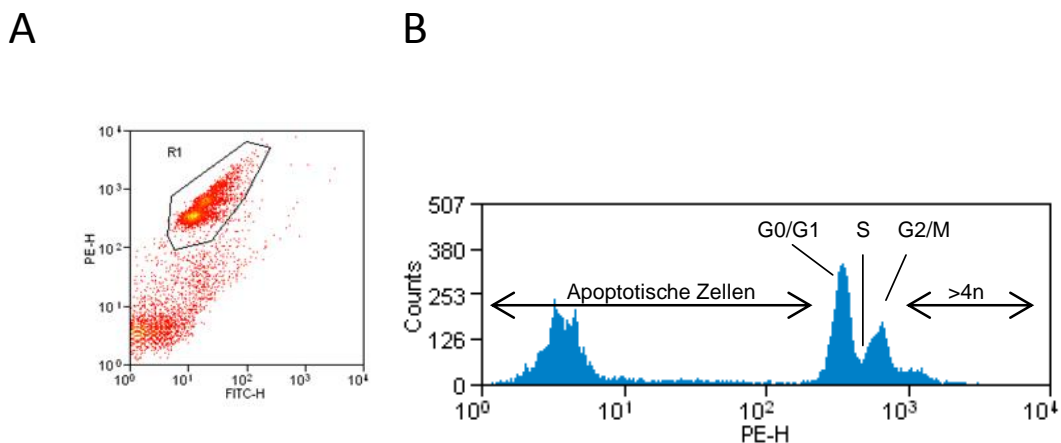 A
B
10⁴
R1
10³
PE-H
10²
10¹
10⁰
10⁰ 10¹ 10² 10³ 10⁴
FITC-H
507
380
253
126
0
Counts
G0/G1 S G2/M
Apoptotische Zellen >4n
10⁰ 10¹ 10² 10³ 10⁴
PE-H